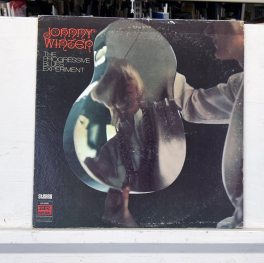 JOHNNY
WINTER
THE
PROGRESSIVE
BLUES
EXPERIMENT